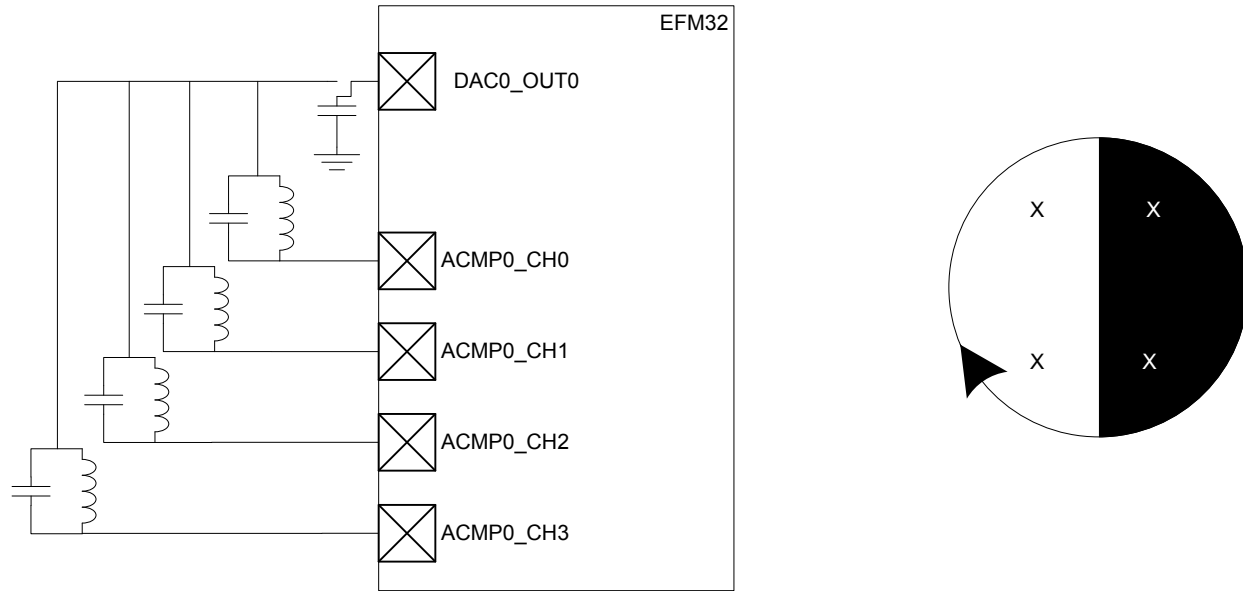 EFM32
DAC0_OUT0
ACMP0_CH0
ACMP0_CH1
ACMP0_CH2
ACMP0_CH3
X X
X X